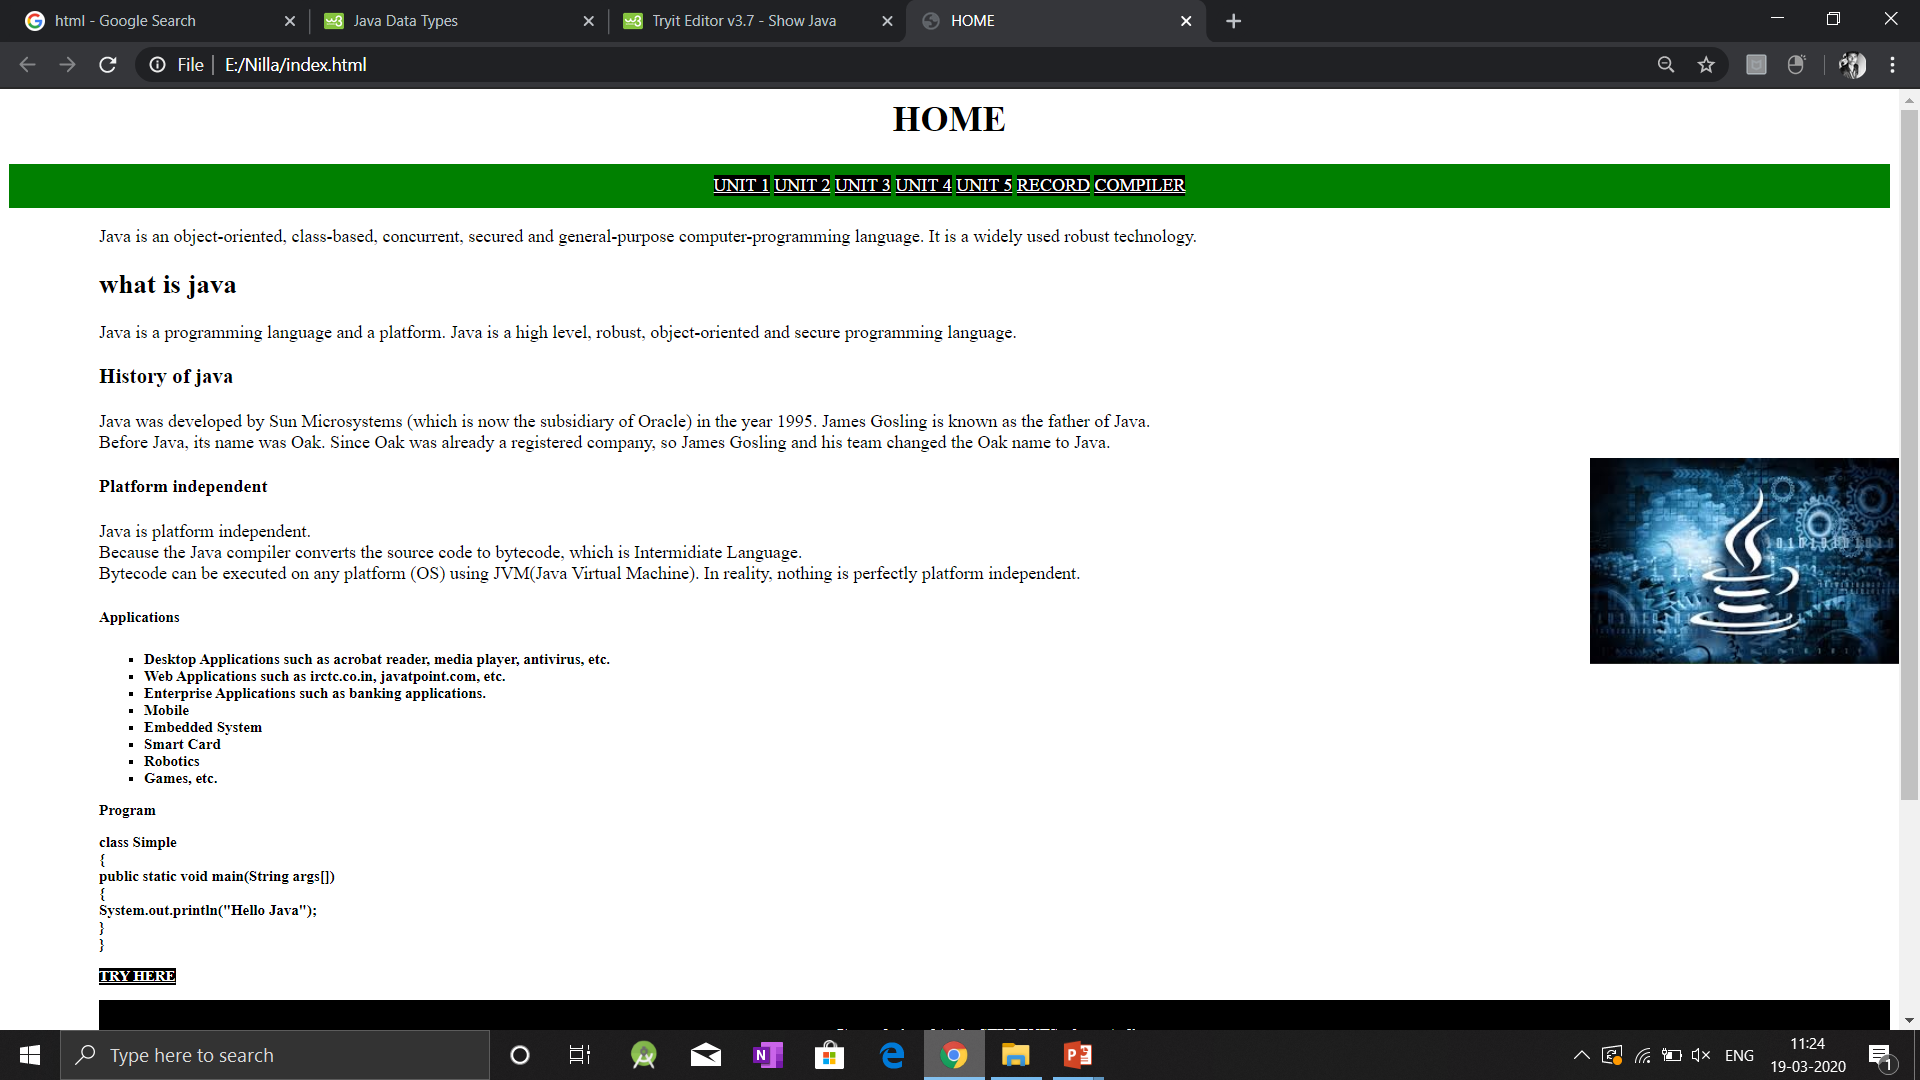 html - Google Search
Java Data Types
Tryit Editor v3.7 - Show Java
HOME
File
E:/Nilla/index.html
HOME
UNIT 1 UNIT 2 UNIT 3 UNIT 4 UNIT 5 RECORD COMPILER
Java is an object-oriented, class-based, concurrent, secured and general-purpose computer-programming language. It is a widely used robust technology.
what is java
Java is a programming language and a platform. Java is a high level, robust, object-oriented and secure programming language.
History of java
Java was developed by Sun Microsystems (which is now the subsidiary of Oracle) in the year 1995. James Gosling is known as the father of Java.
Before Java, its name was Oak. Since Oak was already a registered company, so James Gosling and his team changed the Oak name to Java.
Platform independent
Java is platform independent.
Because the Java compiler converts the source code to bytecode, which is Intermidiate Language.
Bytecode can be executed on any platform (OS) using JVM(Java Virtual Machine). In reality, nothing is perfectly platform independent.
Applications
▪ Desktop Applications such as acrobat reader, media player, antivirus, etc.
▪ Web Applications such as irctc.co.in, javatpoint.com, etc.
▪ Enterprise Applications such as banking applications.
▪ Mobile
▪ Embedded System
▪ Smart Card
▪ Robotics
▪ Games, etc.
Program
class Simple
{
public static void main(String args[])
{
System.out.println("Hello Java");
}
}
TRY HERE
Type here to search
ENG
11:24
19-03-2020
1